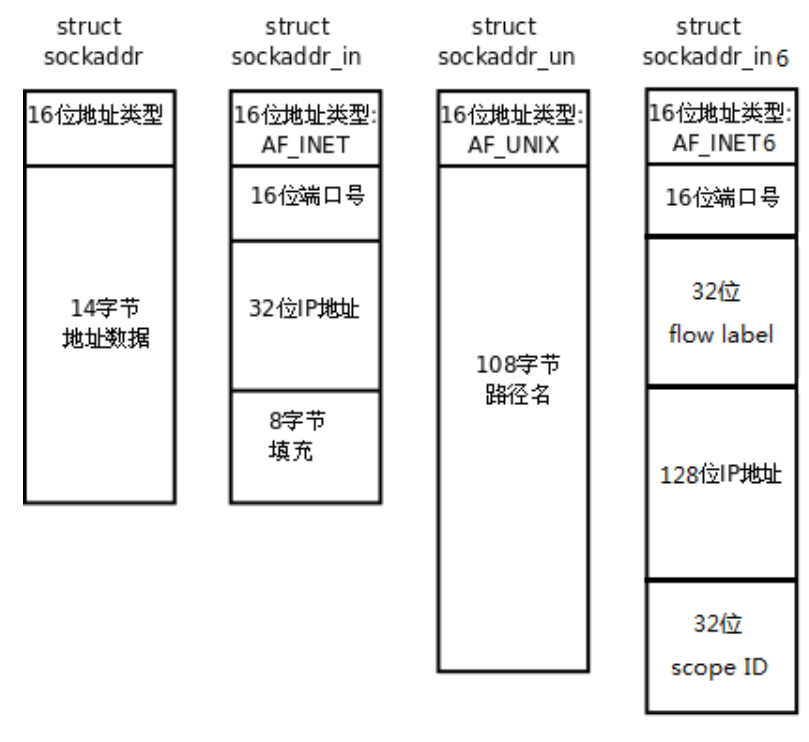 struct
sockaddr
16位地址类型
14字节
地址数据
struct
sockaddr_in
16位地址类型:
AF_INET
16位端口号
32位IP地址
8字节
填充
struct
sockaddr_un
16位地址类型:
AF_UNIX
108字节
路径名
struct
sockaddr_in6
16位地址类型:
AF_INET6
16位端口号
32位
flow label
128位IP地址
32位
scope ID